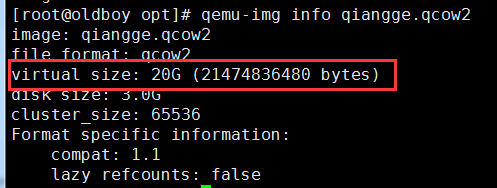 [root@oldboy opt]# qemu-img info qiangge.qcow2
image: qiangge.qcow2
file format: qcow2
virtual size: 20G (21474836480 bytes)
disk size: 3.0G
cluster_size: 65536
Format specific information:
    compat: 1.1
    lazy refcounts: false